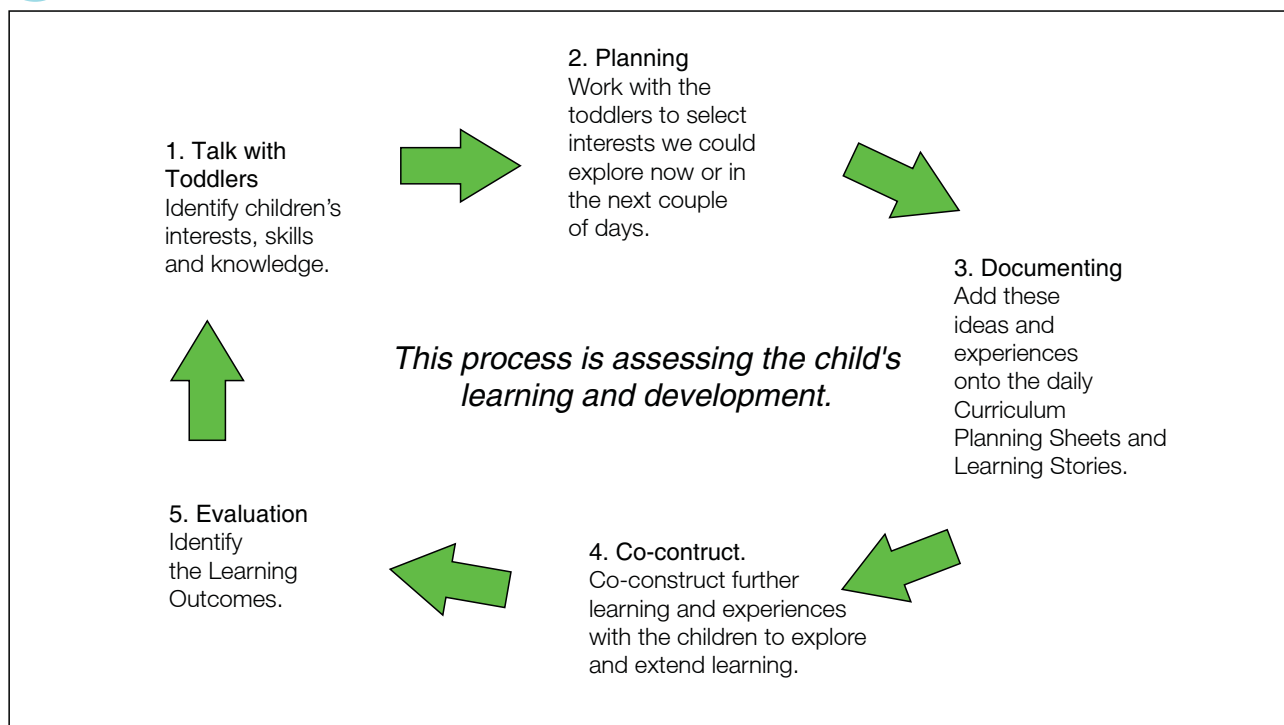 1. Talk with
Toddlers
Identify children’s
interests, skills
and knowledge.
2. Planning
Work with the
toddlers to select
interests we could
explore now or in
the next couple
of days.
3. Documenting
Add these
ideas and
experiences
onto the daily
Curriculum
Planning Sheets and
Learning Stories.
This process is assessing the child's
learning and development.
4. Co-contruct.
Co-construct further
learning and experiences
with the children to explore
and extend learning.
5. Evaluation
Identify
the Learning
Outcomes.